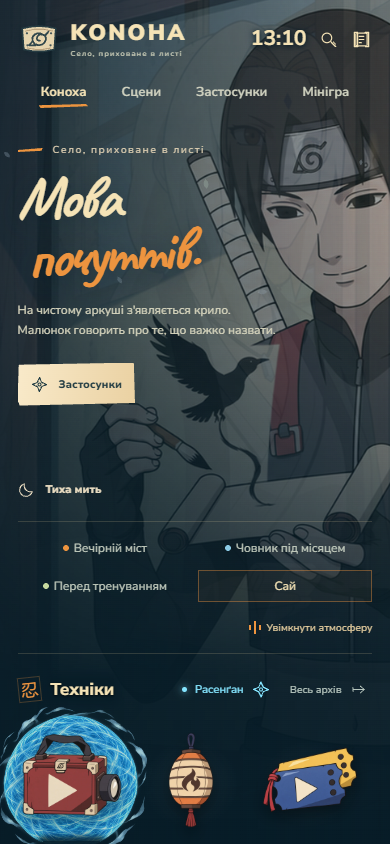 KONOHA
Село, приховане в листі
13:10
Коноха Сцени Застосунки Мінігра
Село, приховане в листі
Мова
почуттів.
На чистому аркуші з'являється крило.
Малюнок говорить про те, що важко назвати.
Застосунки
Тиха мить
Вечірній міст Човник під місяцем
Перед тренуванням Сай
Увімкнути атмосферу
忍 Техніки Расенґан Весь архів